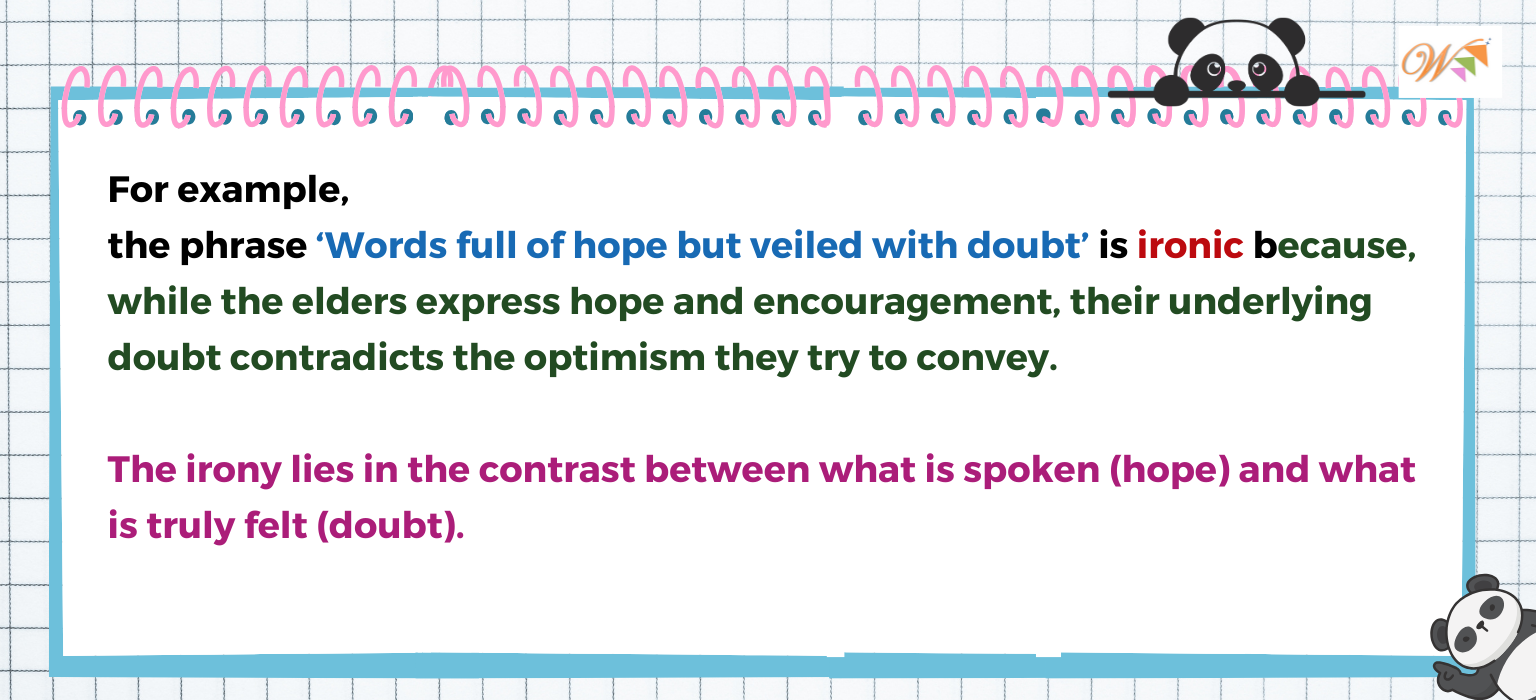 W
For example,
the phrase ‘Words full of hope but veiled with doubt’ is ironic because,
while the elders express hope and encouragement, their underlying
doubt contradicts the optimism they try to convey.
The irony lies in the contrast between what is spoken (hope) and what
is truly felt (doubt).